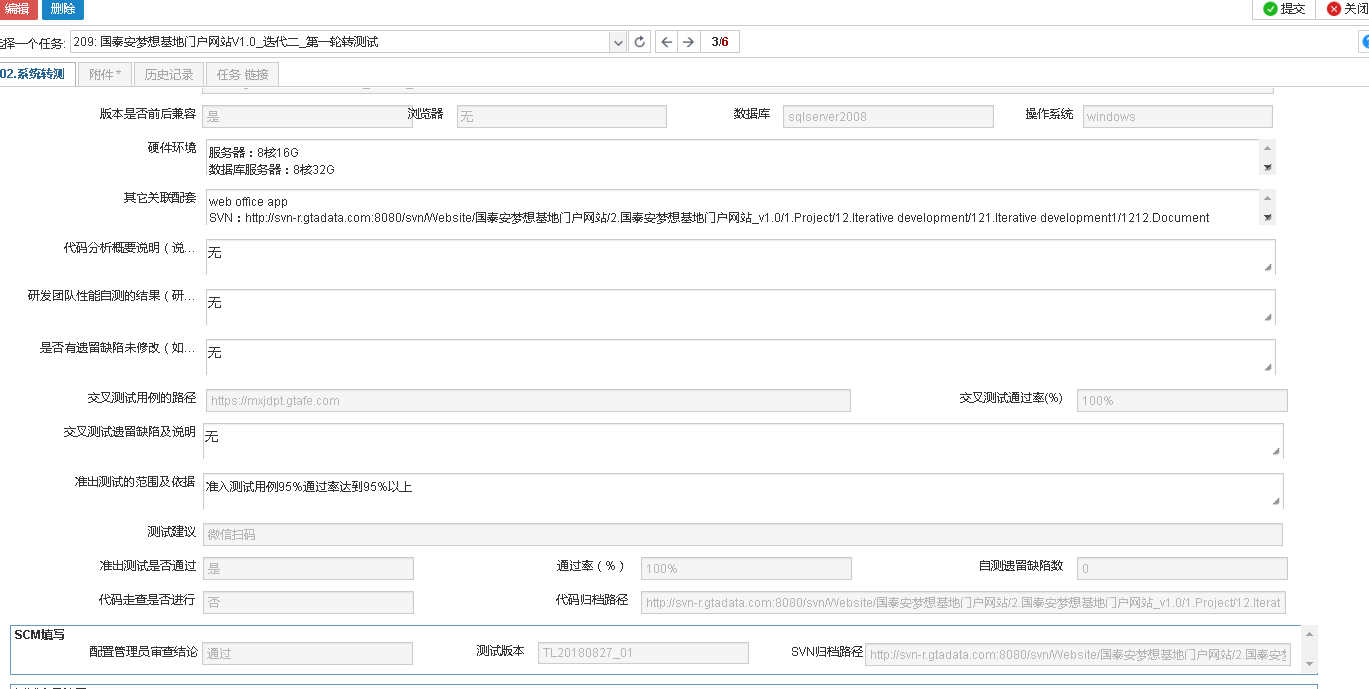 编辑 删除 提交 关闭
选择一个任务: 209: 国泰安梦想基地门户网站V1.0_迭代二_第一轮转测试 3/6
02.系统转测 附件* 历史记录 任务 链接
版本是否前后兼容 是 浏览器 无 数据库 sqlserver2008 操作系统 windows
硬件环境 服务器：8核16G
数据库服务器：8核32G
其它关联配套 web office app
SVN：http://svn-r.gtadata.com:8080/svn/Website/国泰安梦想基地门户网站/2.国泰安梦想基地门户网站_v1.0/1.Project/12.Iterative development/121.Iterative development1/1212.Document
代码分析概要说明（说... 无
研发团队性能自测的结果（研... 无
是否有遗留缺陷未修改（如... 无
交叉测试用例的路径 https://mxjdpt.gtafe.com 交叉测试通过率(%) 100%
交叉测试遗留缺陷及说明 无
准出测试的范围及依据 准入测试用例95%通过率达到95%以上
测试建议 微信扫码
准出测试是否通过 是 通过率（%） 100% 自测遗留缺陷数 0
代码走查是否进行 否 代码归档路径 http://svn-r.gtadata.com:8080/svn/Website/国泰安梦想基地门户网站/2.国泰安梦想基地门户网站_v1.0/1.Project/12.Iterat
SCM填写
配置管理员审查结论 通过 测试版本 TL20180827_01 SVN归档路径 http://svn-r.gtadata.com:8080/svn/Website/国泰安梦想基地门户网站/2.国泰安